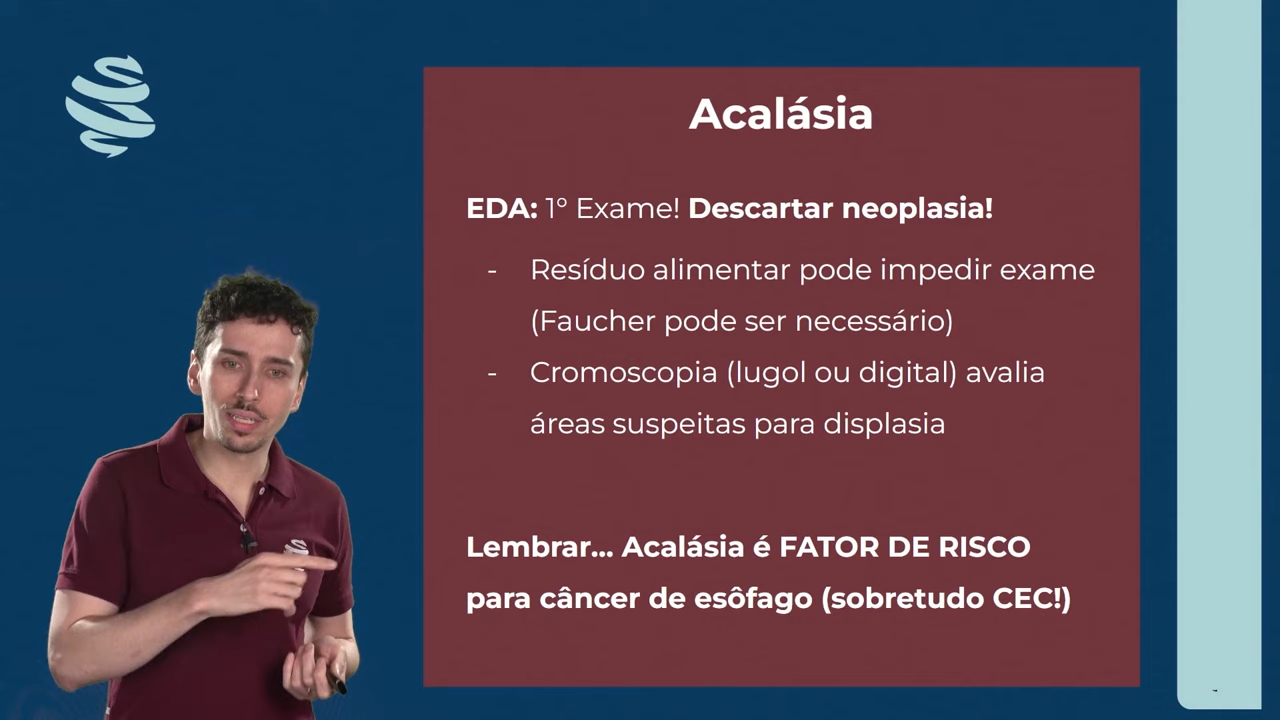 Acalásia
EDA: 1º Exame! Descartar neoplasia!
- Resíduo alimentar pode impedir exame
(Faucher pode ser necessário)
- Cromoscopia (lugol ou digital) avalia
áreas suspeitas para displasia
Lembrar... Acalásia é FATOR DE RISCO
para câncer de esôfago (sobretudo CEC!)